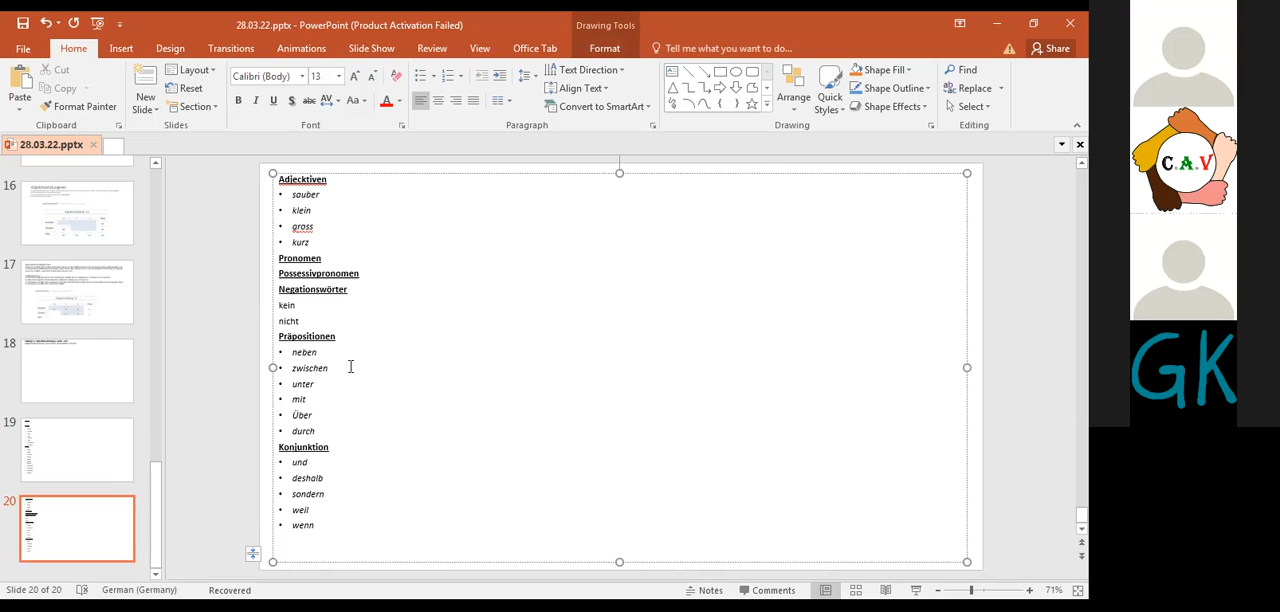 28.03.22.pptx - PowerPoint (Product Activation Failed)
Drawing Tools
File
Home
Insert
Design
Transitions
Animations
Slide Show
Review
View
Office Tab
Format
Tell me what you want to do...
Share
Paste
Cut
Copy
Format Painter
Clipboard
New Slide
Layout
Reset
Section
Slides
Calibri (Body)
13
B I U S abc AV Aa A
Font
Text Direction
Align Text
Convert to SmartArt
Paragraph
Arrange
Quick Styles
Shape Fill
Shape Outline
Shape Effects
Drawing
Find
Replace
Select
Editing
28.03.22.pptx
16
17
18
19
20
Adjecktiven
• sauber
• klein
• gross
• kurz
Pronomen
Possessivpronomen
Negationswörter
kein
nicht
Präpositionen
• neben
• zwischen
• unter
• mit
• Über
• durch
Konjunktion
• und
• deshalb
• sondern
• weil
• wenn
Slide 20 of 20
German (Germany)
Recovered
Notes
Comments
71%
C.A.V
GK